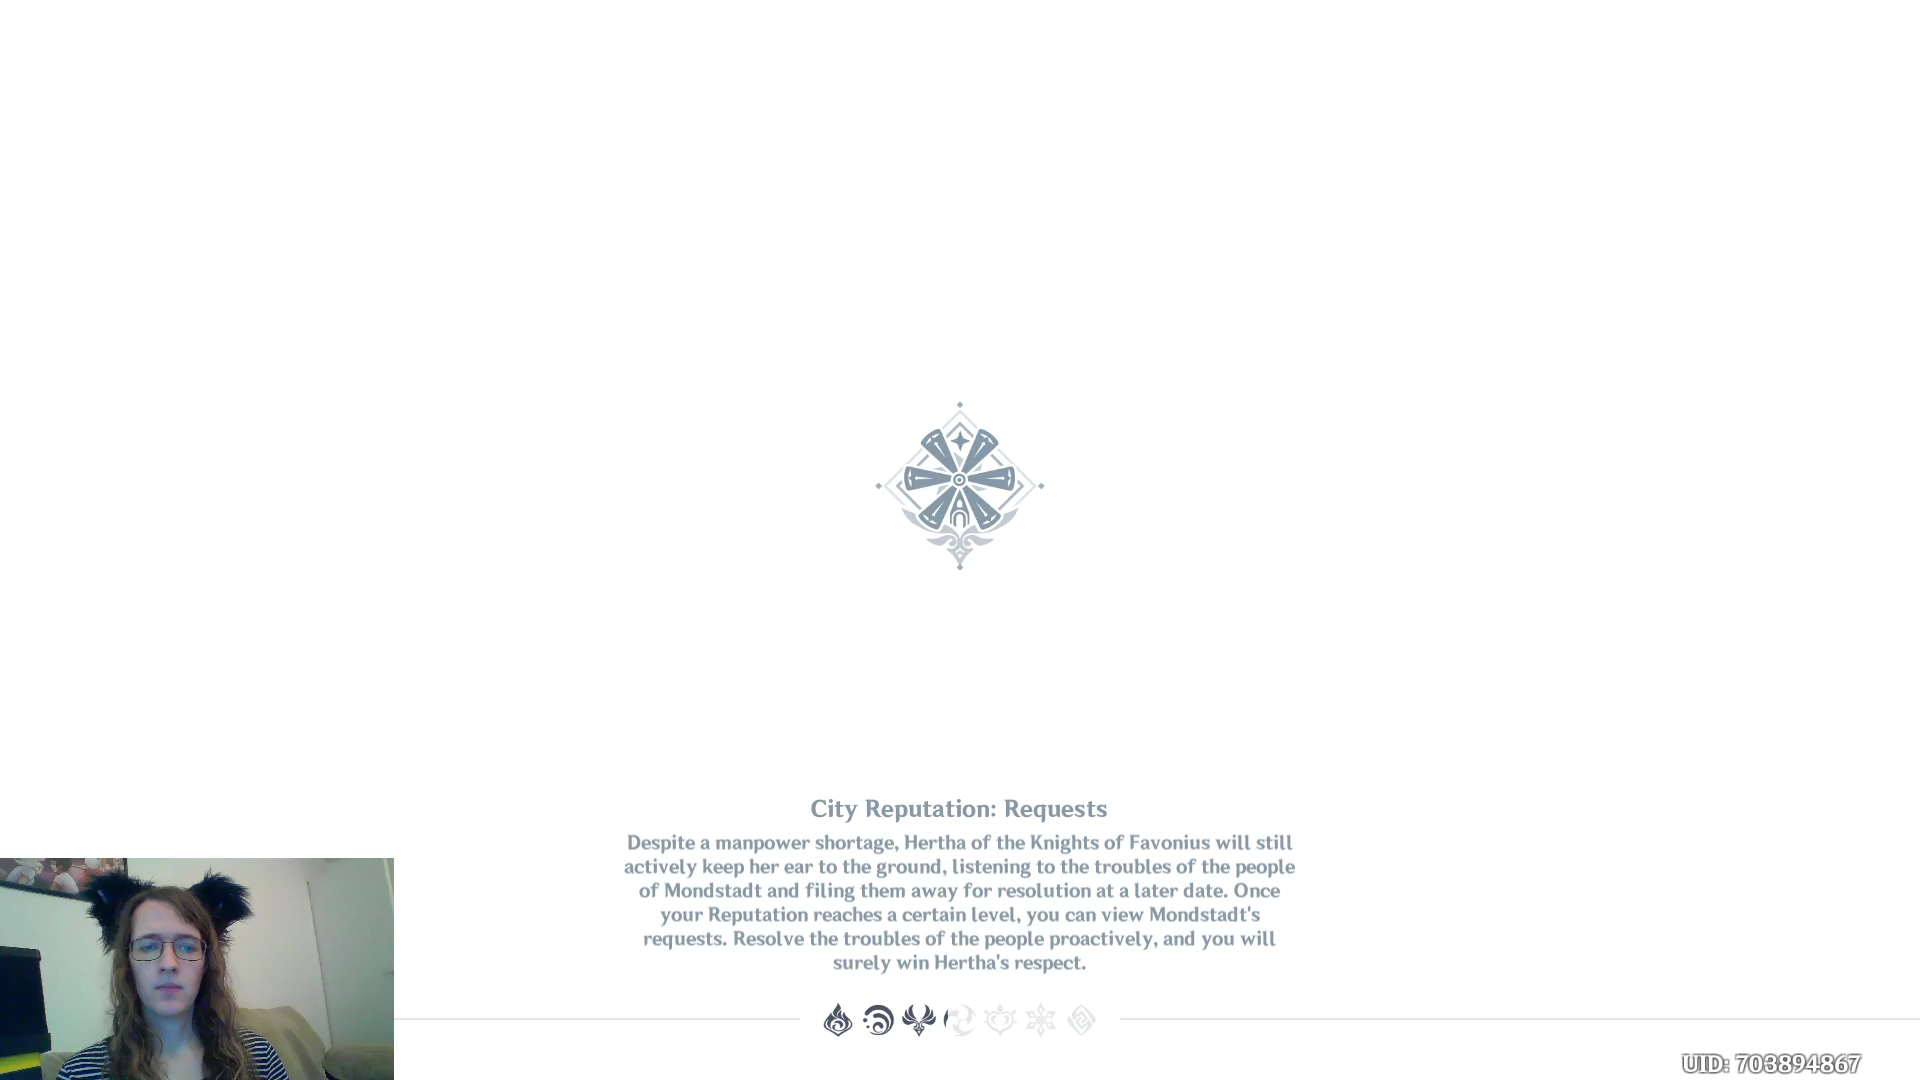 City Reputation: Requests
Despite a manpower shortage, Hertha of the Knights of Favonius will still
actively keep her ear to the ground, listening to the troubles of the people
of Mondstadt and filing them away for resolution at a later date. Once
your Reputation reaches a certain level, you can view Mondstadt's
requests. Resolve the troubles of the people proactively, and you will
surely win Hertha's respect.
UID: 703894867